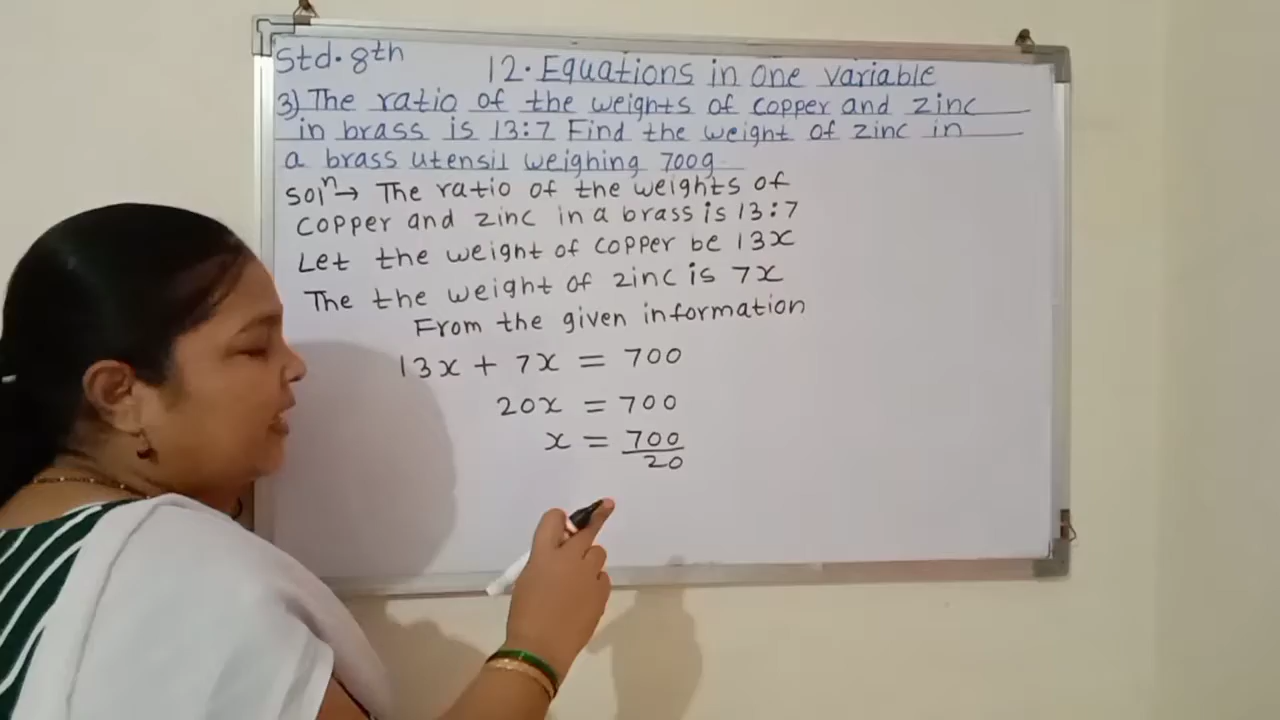 Std. 8th
12. Equations in one variable
3) The ratio of the weights of copper and zinc
in brass is 13:7 Find the weight of zinc in
a brass utensil weighing 700g
Solⁿ→ The ratio of the weights of
copper and zinc in a brass is 13:7
Let the weight of copper be 13x
The the weight of zinc is 7x
From the given information
13x + 7x = 700
20x = 700
x = 700
20